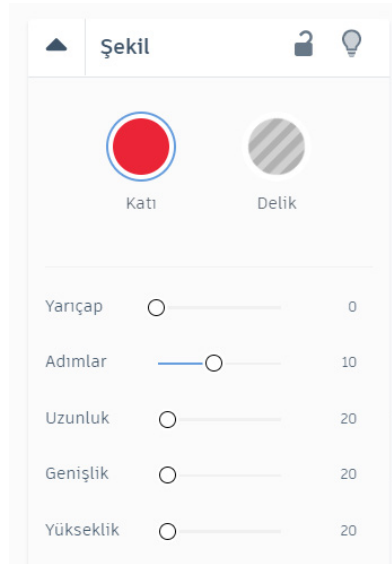 Şekil
Katı Delik
Yarıçap 0
Adımlar 10
Uzunluk 20
Genişlik 20
Yükseklik 20